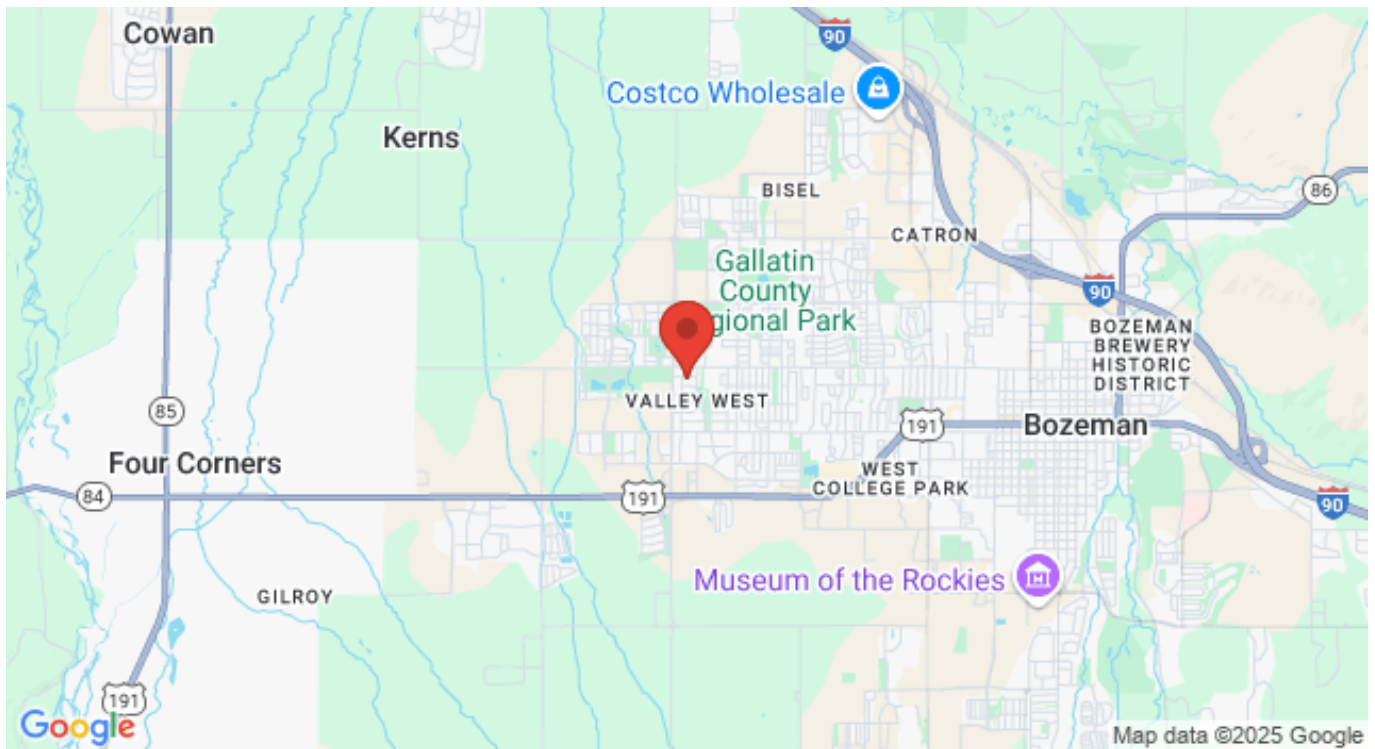 Cowan
90
Costco Wholesale
Kerns
BISEL
86
CATRON
Gallatin
County
gional Park
90
BOZEMAN
BREWERY
HISTORIC
DISTRICT
VALLEY WEST
85
191
Bozeman
Four Corners
WEST
COLLEGE PARK
84
191
90
Museum of the Rockies
GILROY
191
Google
Map data ©2025 Google